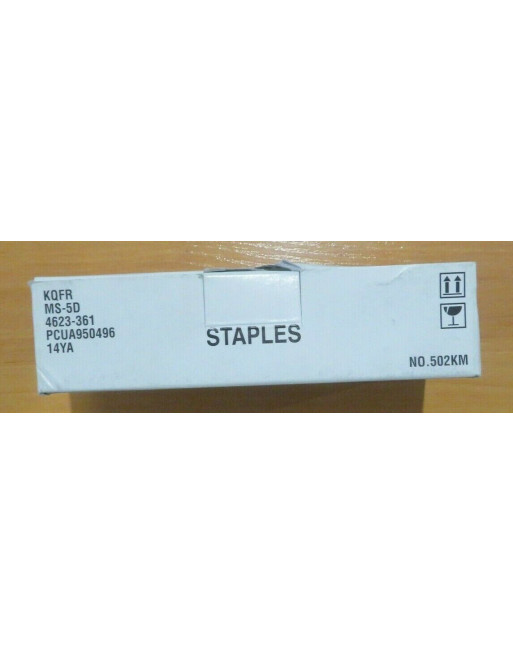 KQFR
MS-5D
4623-361
PCUA950496
14YA
STAPLES
NO.502KM